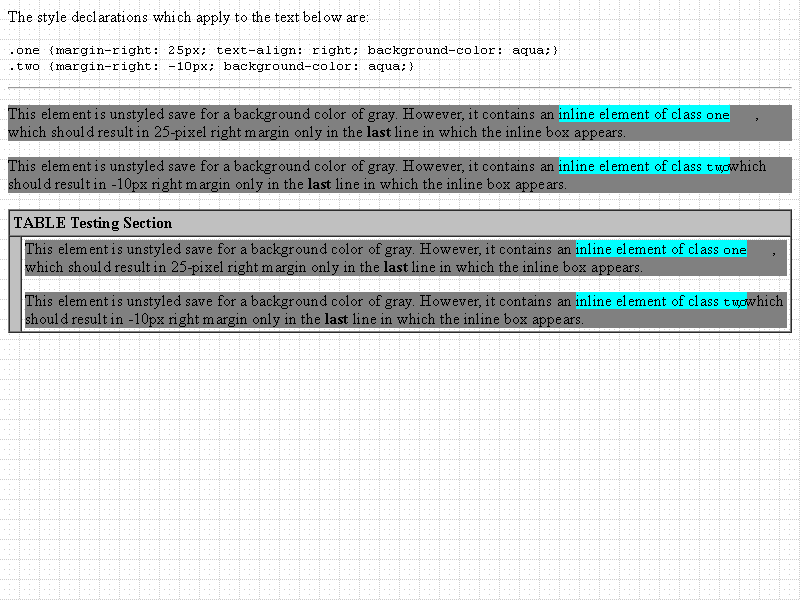 The style declarations which apply to the text below are:
.one {margin-right: 25px; text-align: right; background-color: aqua;}
.two {margin-right: -10px; background-color: aqua;}
This element is unstyled save for a background color of gray. However, it contains an inline element of class one ,
which should result in 25-pixel right margin only in the last line in which the inline box appears.
This element is unstyled save for a background color of gray. However, it contains an inline element of class two, which
should result in -10px right margin only in the last line in which the inline box appears.
TABLE Testing Section
This element is unstyled save for a background color of gray. However, it contains an inline element of class one ,
which should result in 25-pixel right margin only in the last line in which the inline box appears.
This element is unstyled save for a background color of gray. However, it contains an inline element of class two, which
should result in -10px right margin only in the last line in which the inline box appears.